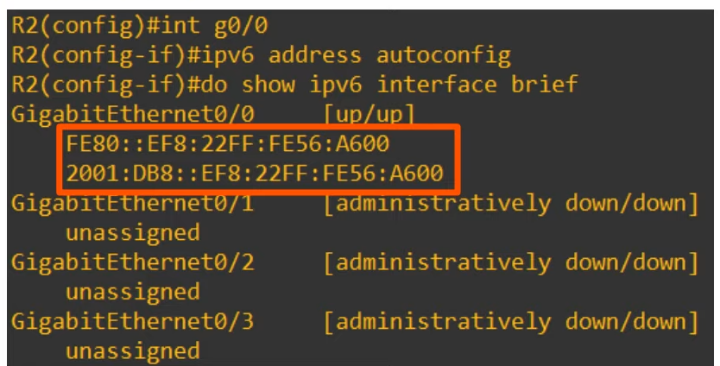 R2(config)#int g0/0
R2(config-if)#ipv6 address autoconfig
R2(config-if)#do show ipv6 interface brief
GigabitEthernet0/0     [up/up]
    FE80::EF8:22FF:FE56:A600
    2001:DB8::EF8:22FF:FE56:A600
GigabitEthernet0/1     [administratively down/down]
    unassigned
GigabitEthernet0/2     [administratively down/down]
    unassigned
GigabitEthernet0/3     [administratively down/down]
    unassigned